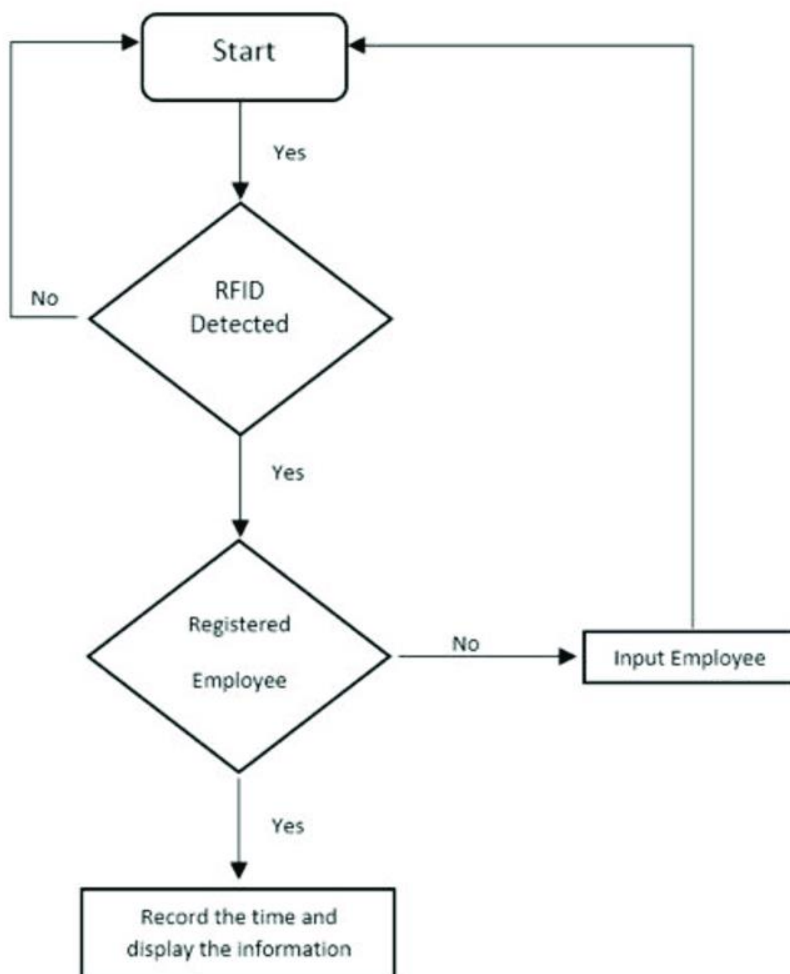 Start
Yes
RFID
Detected
No
Yes
Registered
Employee
No
Input Employee
Yes
Record the time and
display the information